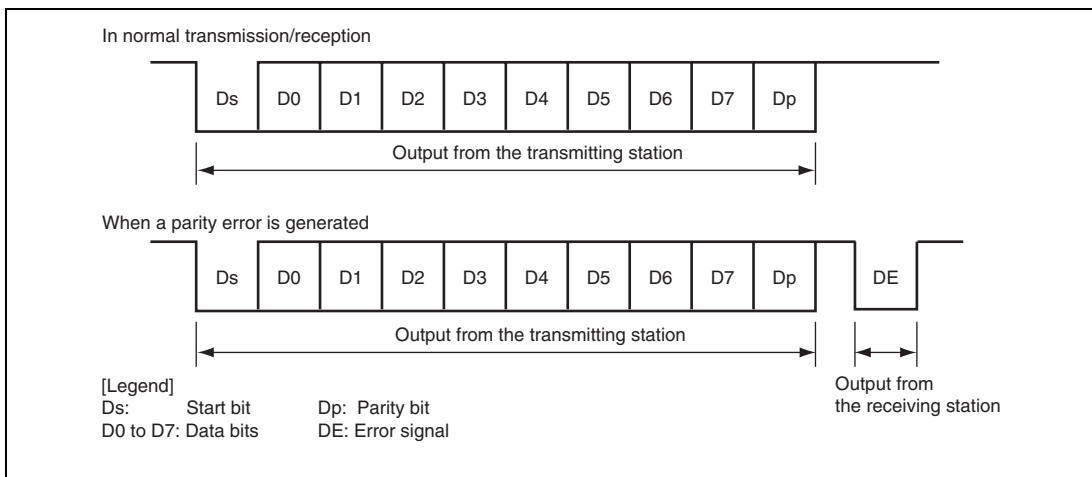 In normal transmission/reception
Ds D0 D1 D2 D3 D4 D5 D6 D7 Dp
Output from the transmitting station
When a parity error is generated
Ds D0 D1 D2 D3 D4 D5 D6 D7 Dp DE
Output from the transmitting station
Output from
the receiving station
[Legend]
Ds: Start bit Dp: Parity bit
D0 to D7: Data bits DE: Error signal